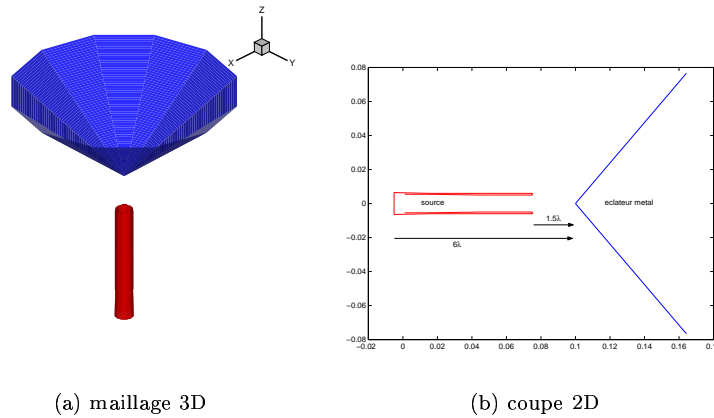 Z
X
Y
0.08
0.06
0.04
0.02
0
−0.02
−0.04
−0.06
−0.08
source
eclateur metal
1.5λ
6λ
−0.02
0
0.02
0.04
0.06
0.08
0.1
0.12
0.14
0.16
(a) maillage 3D
(b) coupe 2D